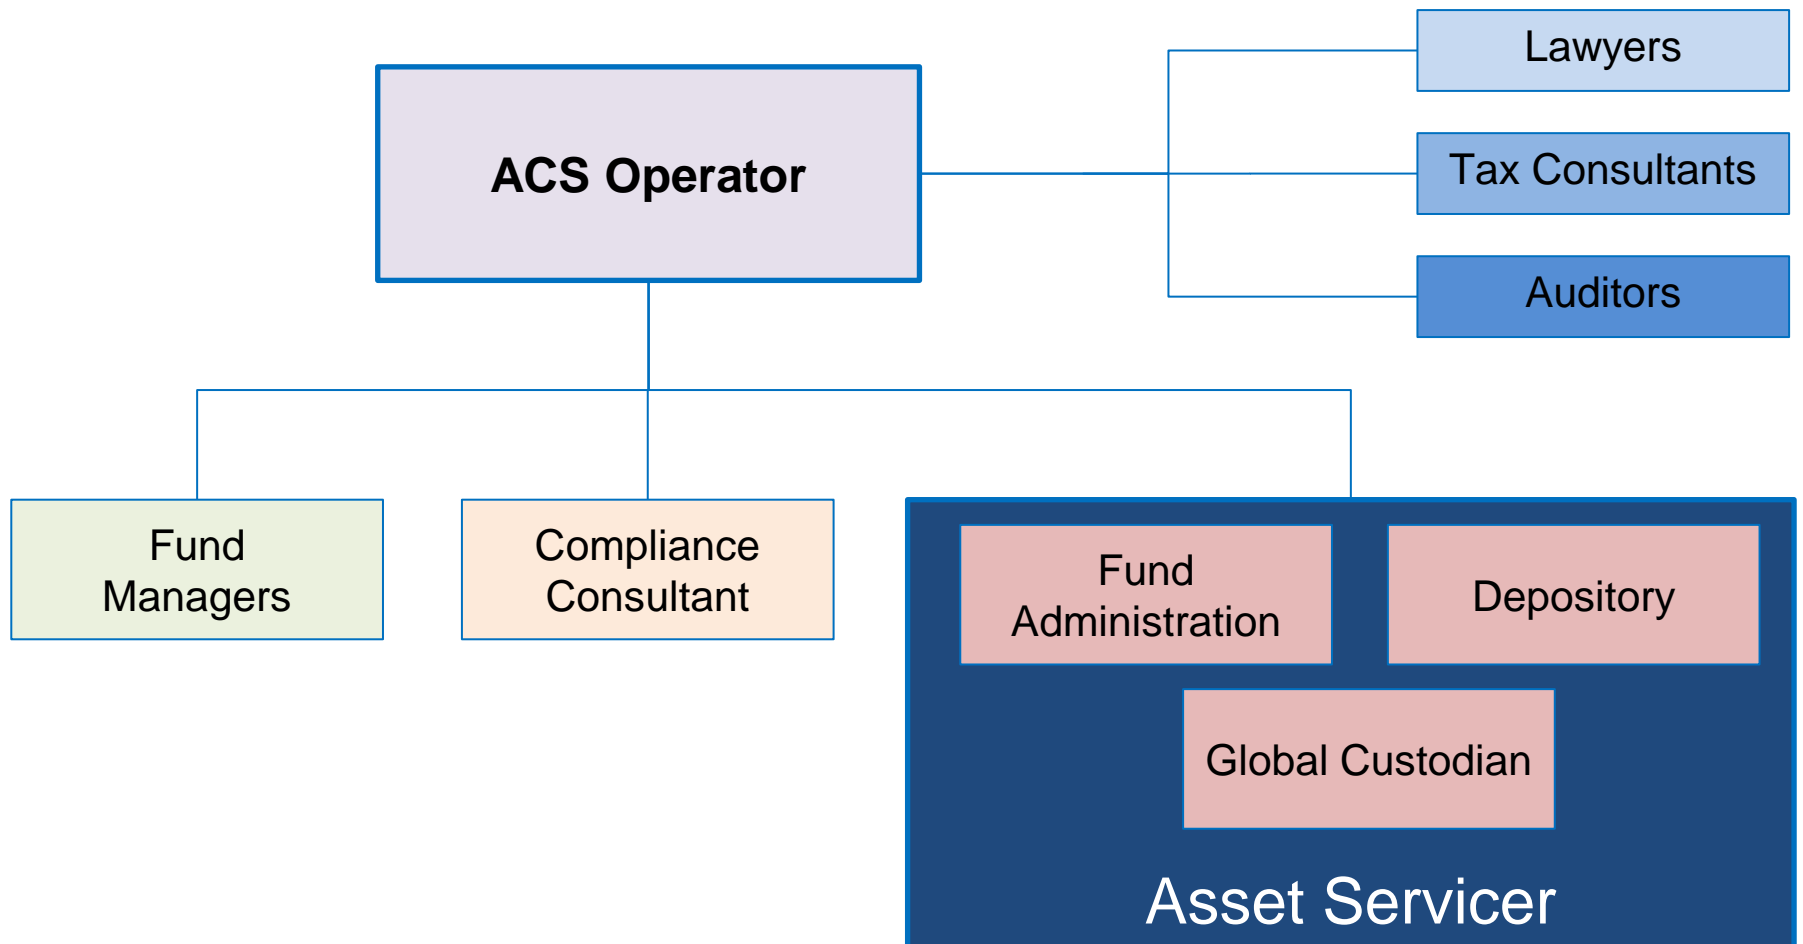 Lawyers
ACS Operator
Tax Consultants
Auditors
Fund
Managers
Compliance
Consultant
Fund
Administration
Depository
Global Custodian
Asset Servicer